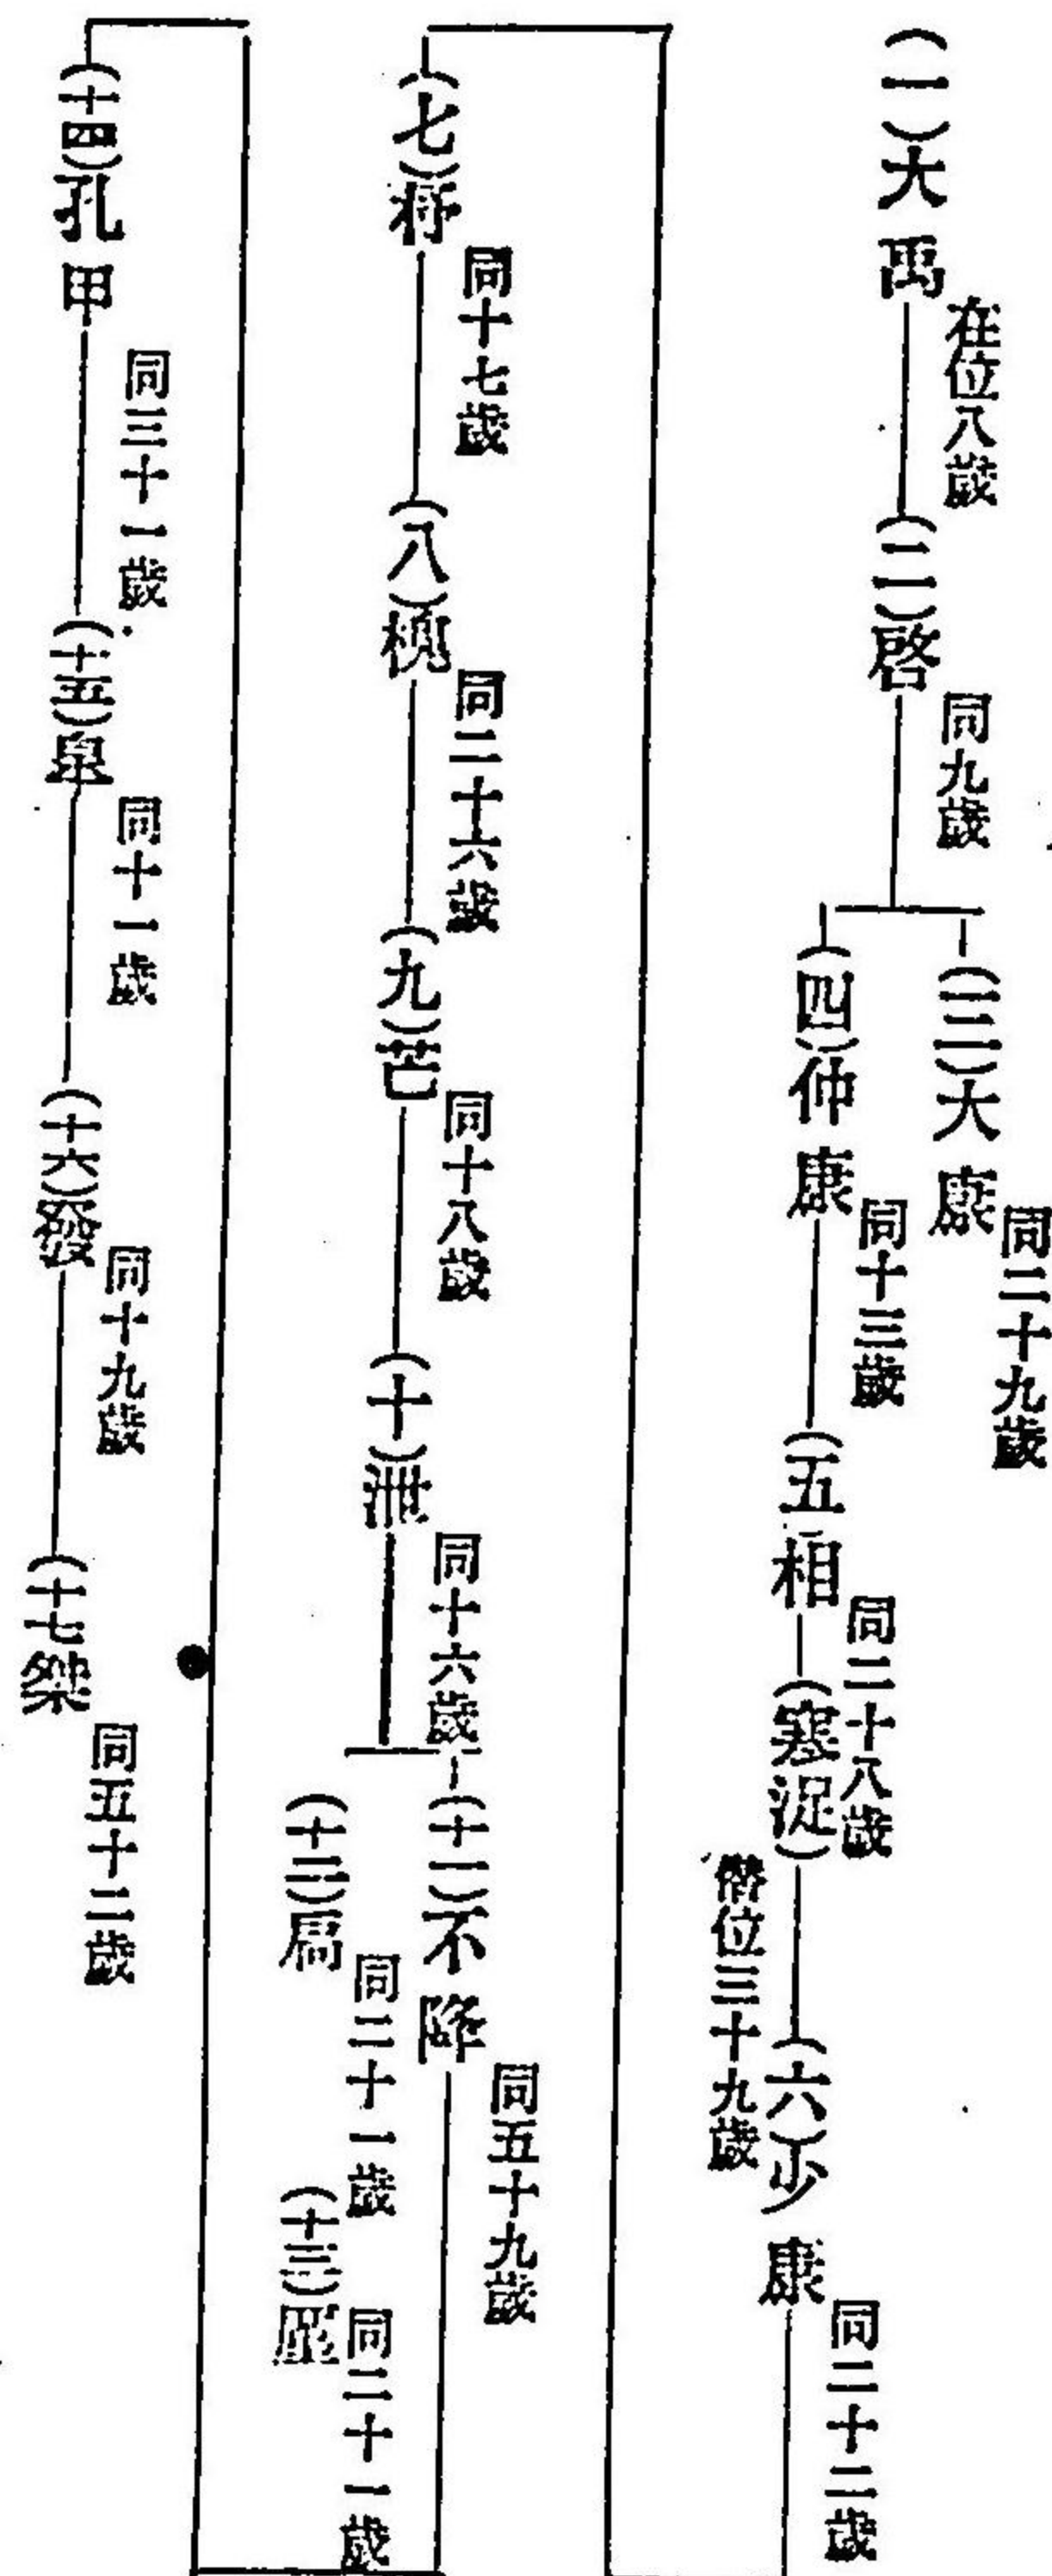 (一)大禹
在位八歲
(二)啓
同九歲
(三)大康
同二十九歲
(四)仲康
同十三歲
(五)相
同二十八歲
(寒浞)
僭位三十九歲
(六)少康
同二十二歲
(七)杼
同十七歲
(八)槐
同二十六歲
(九)芒
同十八歲
(十)泄
同十六歲
(十一)不降
同五十九歲
(十二)扃
同二十一歲
(十三)
同二十一歲
(十四)孔甲
同三十一歲
(十五)皐
同十一歲
(十六)發
同十九歲
(十七)桀
同五十二歲